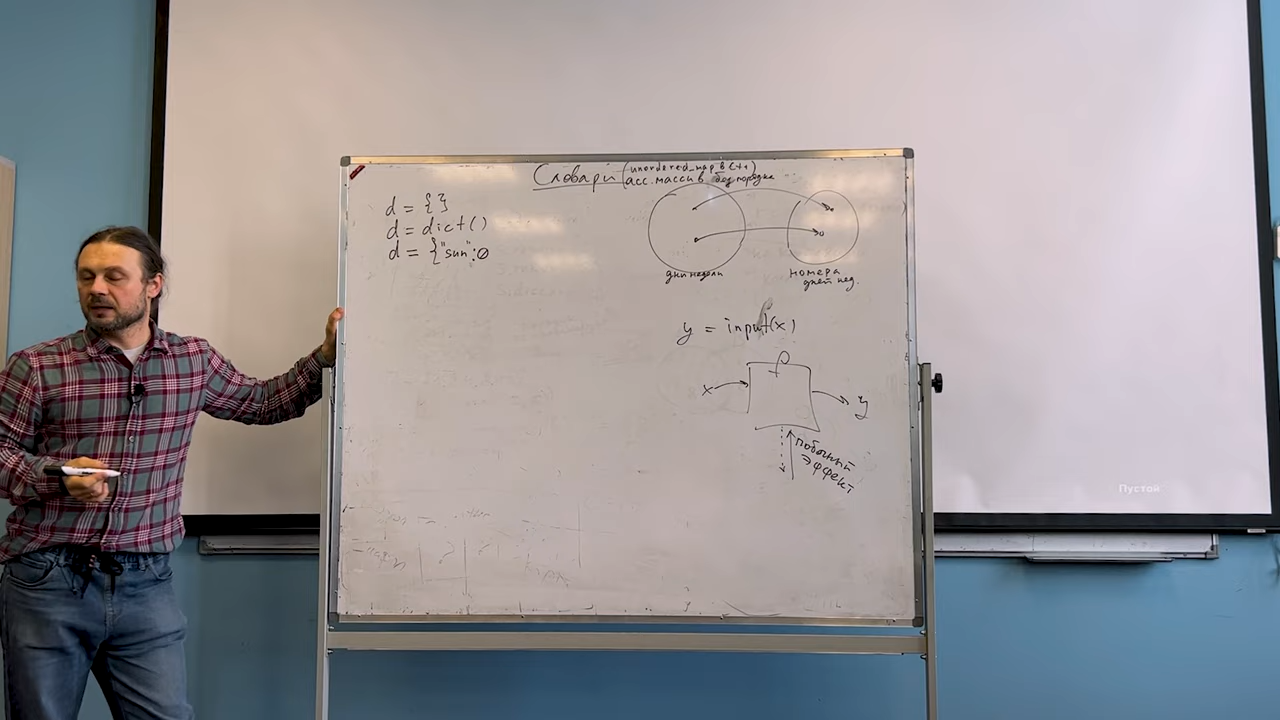 Словари (unordered_map в C++)
асс. массив без порядка
d = {}
d = dict()
d = {"sun":0
дни недели
номера
дней нед.
y = input(x)
f
x
y
побочный
эффект
Пустой